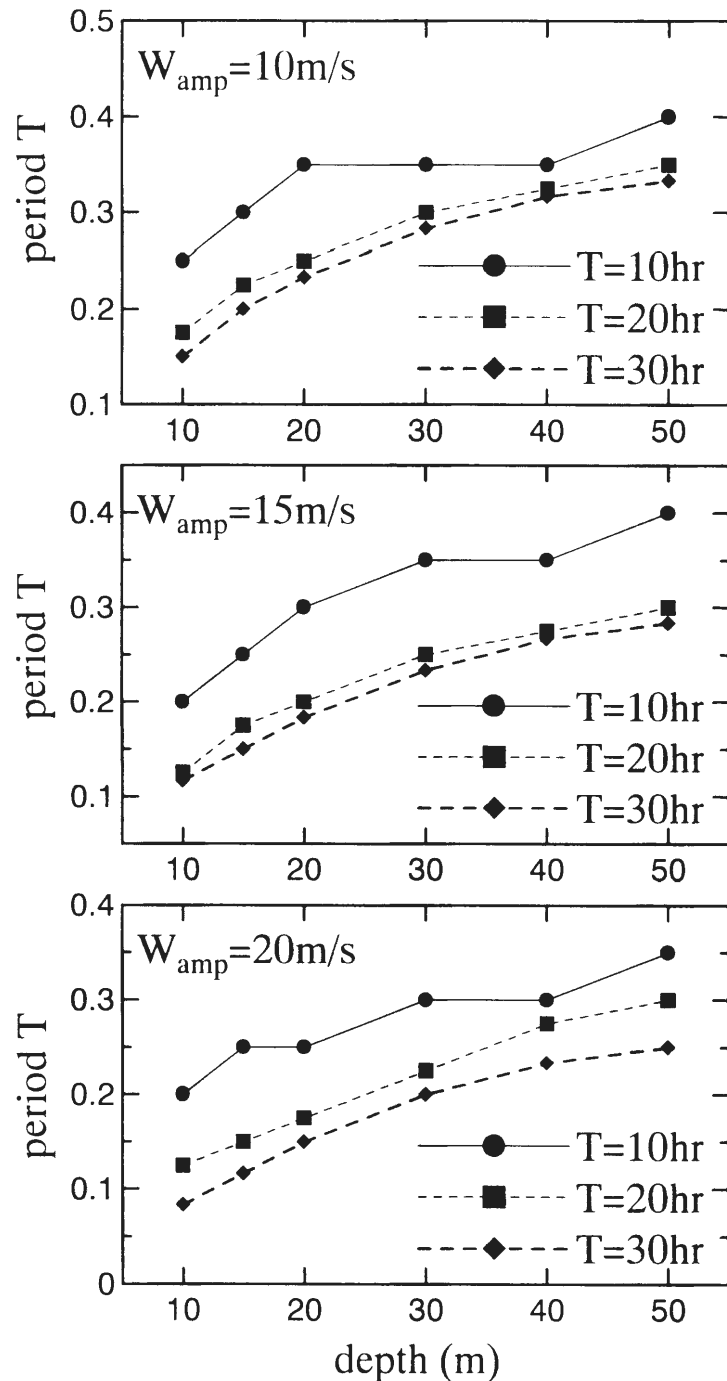 0.5
W_amp=10m/s
0.4
period T
0.3
T=10hr
0.2
T=20hr
T=30hr
0.1
10 20 30 40 50
W_amp=15m/s
0.4
period T
0.3
0.2
T=10hr
T=20hr
0.1
T=30hr
10 20 30 40 50
0.4
W_amp=20m/s
0.3
period T
0.2
T=10hr
0.1
T=20hr
T=30hr
0
10 20 30 40 50
depth (m)